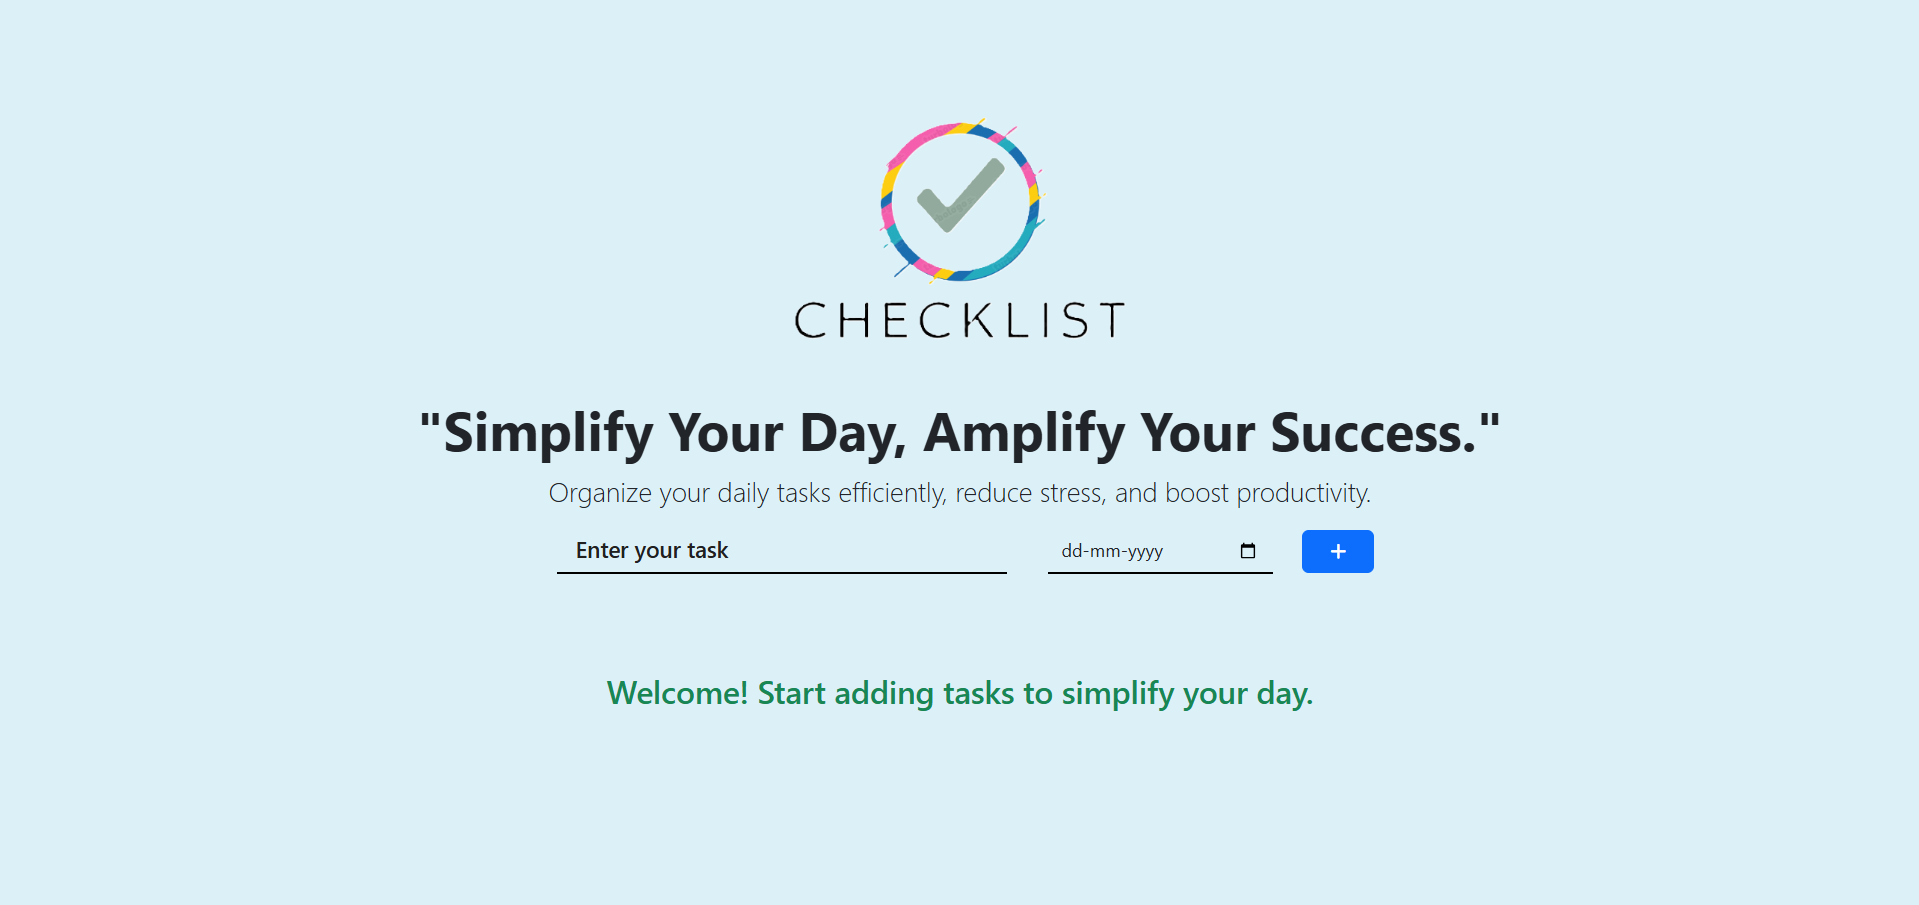 CHECKLIST
"Simplify Your Day, Amplify Your Success."
Organize your daily tasks efficiently, reduce stress, and boost productivity.
Enter your task dd-mm-yyyy +
Welcome! Start adding tasks to simplify your day.